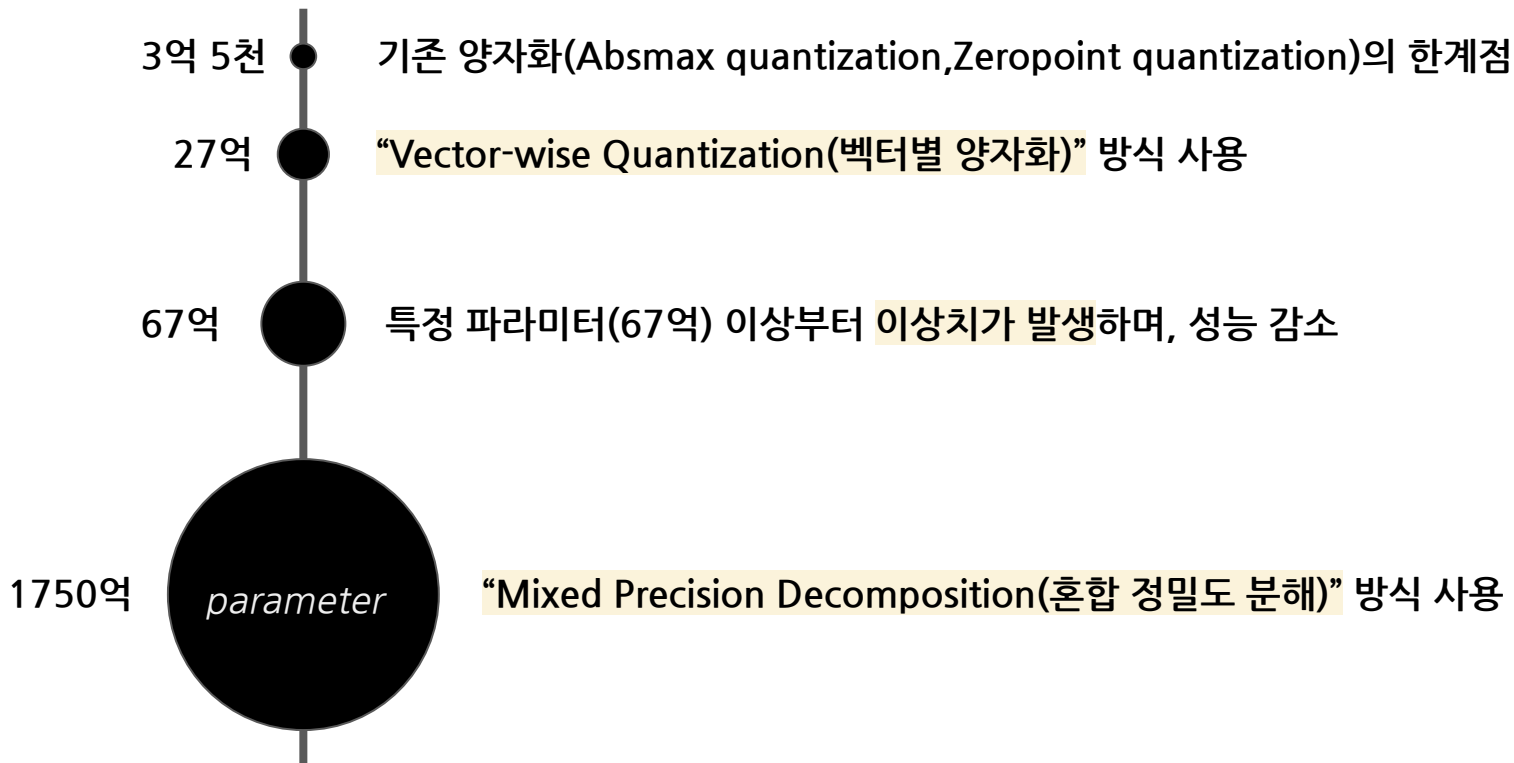 3억 5천 기존 양자화(Absmax quantization,Zeropoint quantization)의 한계점
27억 “Vector-wise Quantization(벡터별 양자화)” 방식 사용
67억 특정 파라미터(67억) 이상부터 이상치가 발생하며, 성능 감소
1750억 parameter “Mixed Precision Decomposition(혼합 정밀도 분해)” 방식 사용